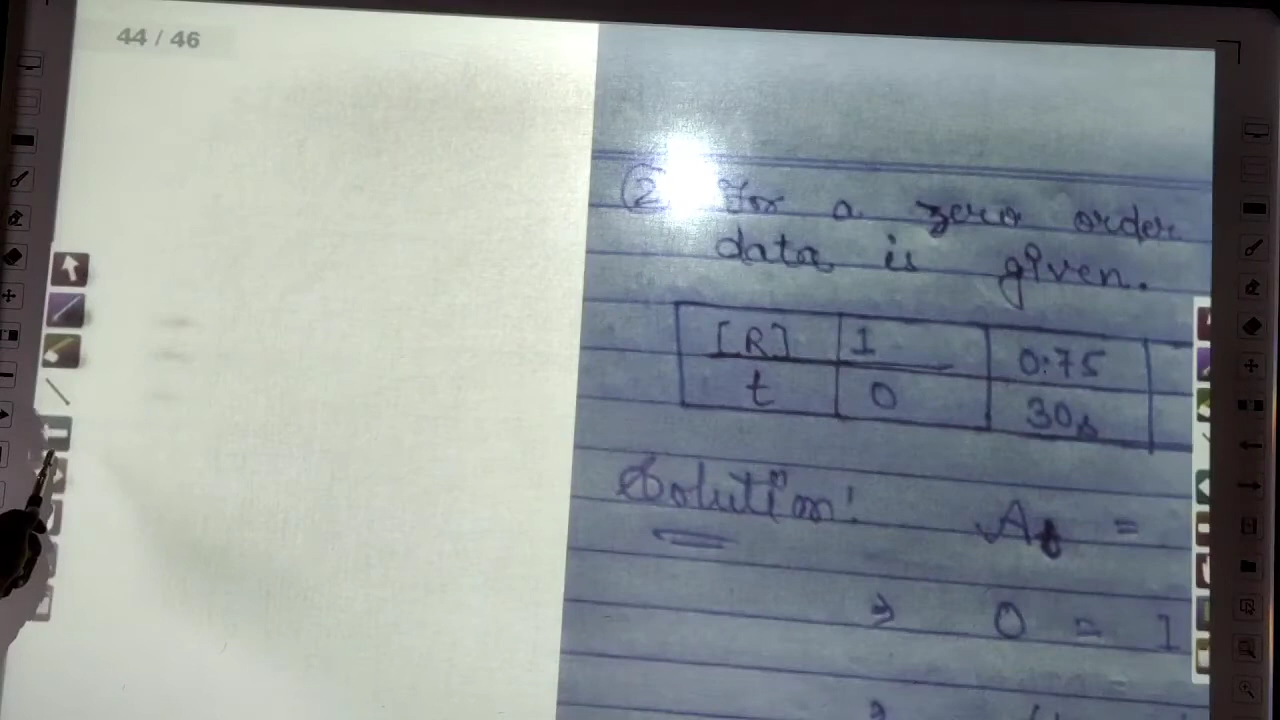 44 / 46
② For a zero order
data is given.
[R] 1 0.75
t 0 30s
Solution: At =
⇒ 0 = 1